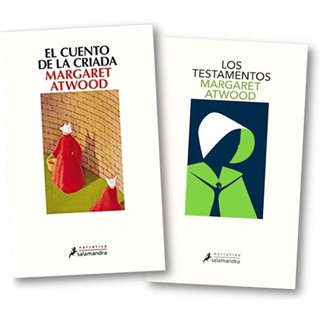 EL CUENTO
DE LA CRIADA
MARGARET
ATWOOD
narrativa
salamandra
LOS
TESTAMENTOS
MARGARET
ATWOOD
narrativa
salamandra